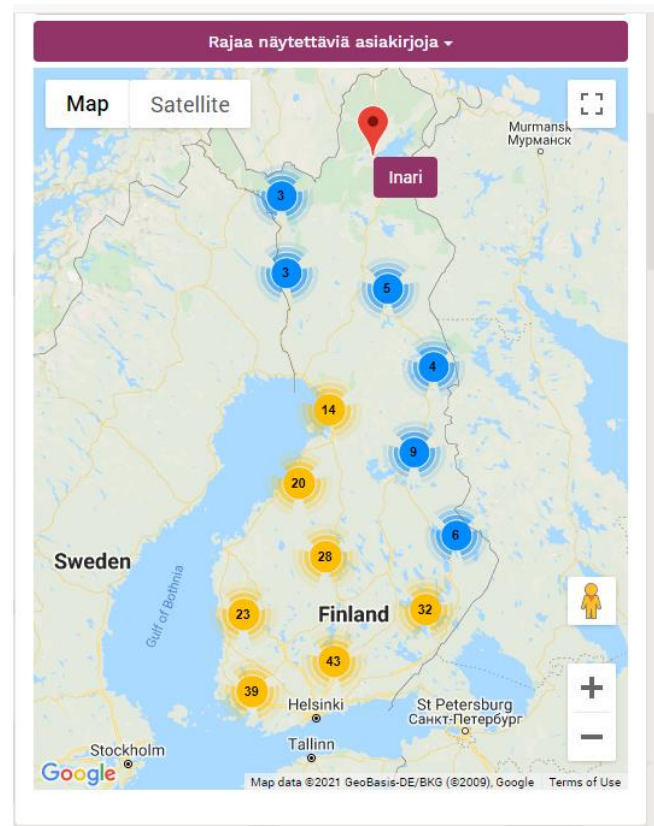 Rajaa näytettäviä asiakirjoja
Map
Satellite
Murmansk
Мурманск
Inari
3
3
5
4
14
9
20
6
28
Sweden
Gulf of Bothnia
23
Finland
32
43
39
Helsinki
St Petersburg
Санкт-Петербург
Tallinn
Stockholm
Google
Map data ©2021 GeoBasis-DE/BKG (©2009), Google
Terms of Use